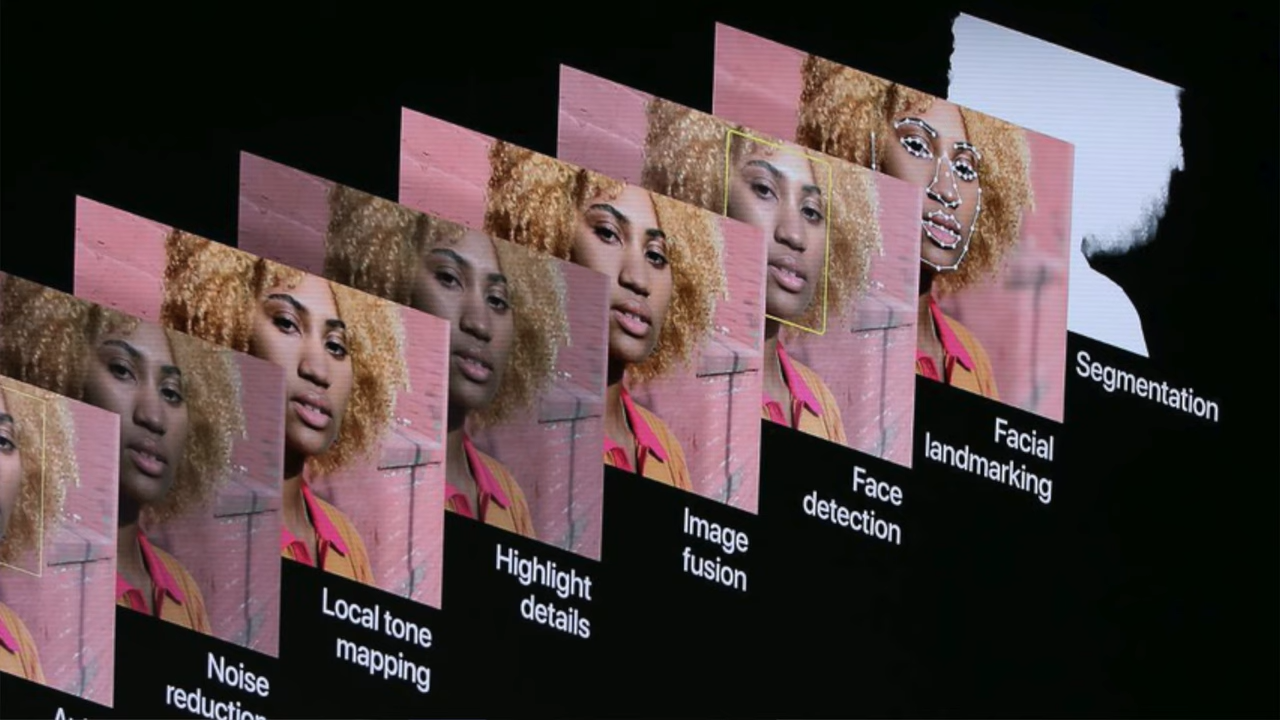 Segmentation
Facial
landmarking
Face
detection
Image
fusion
Highlight
details
Local tone
mapping
Noise
reduction